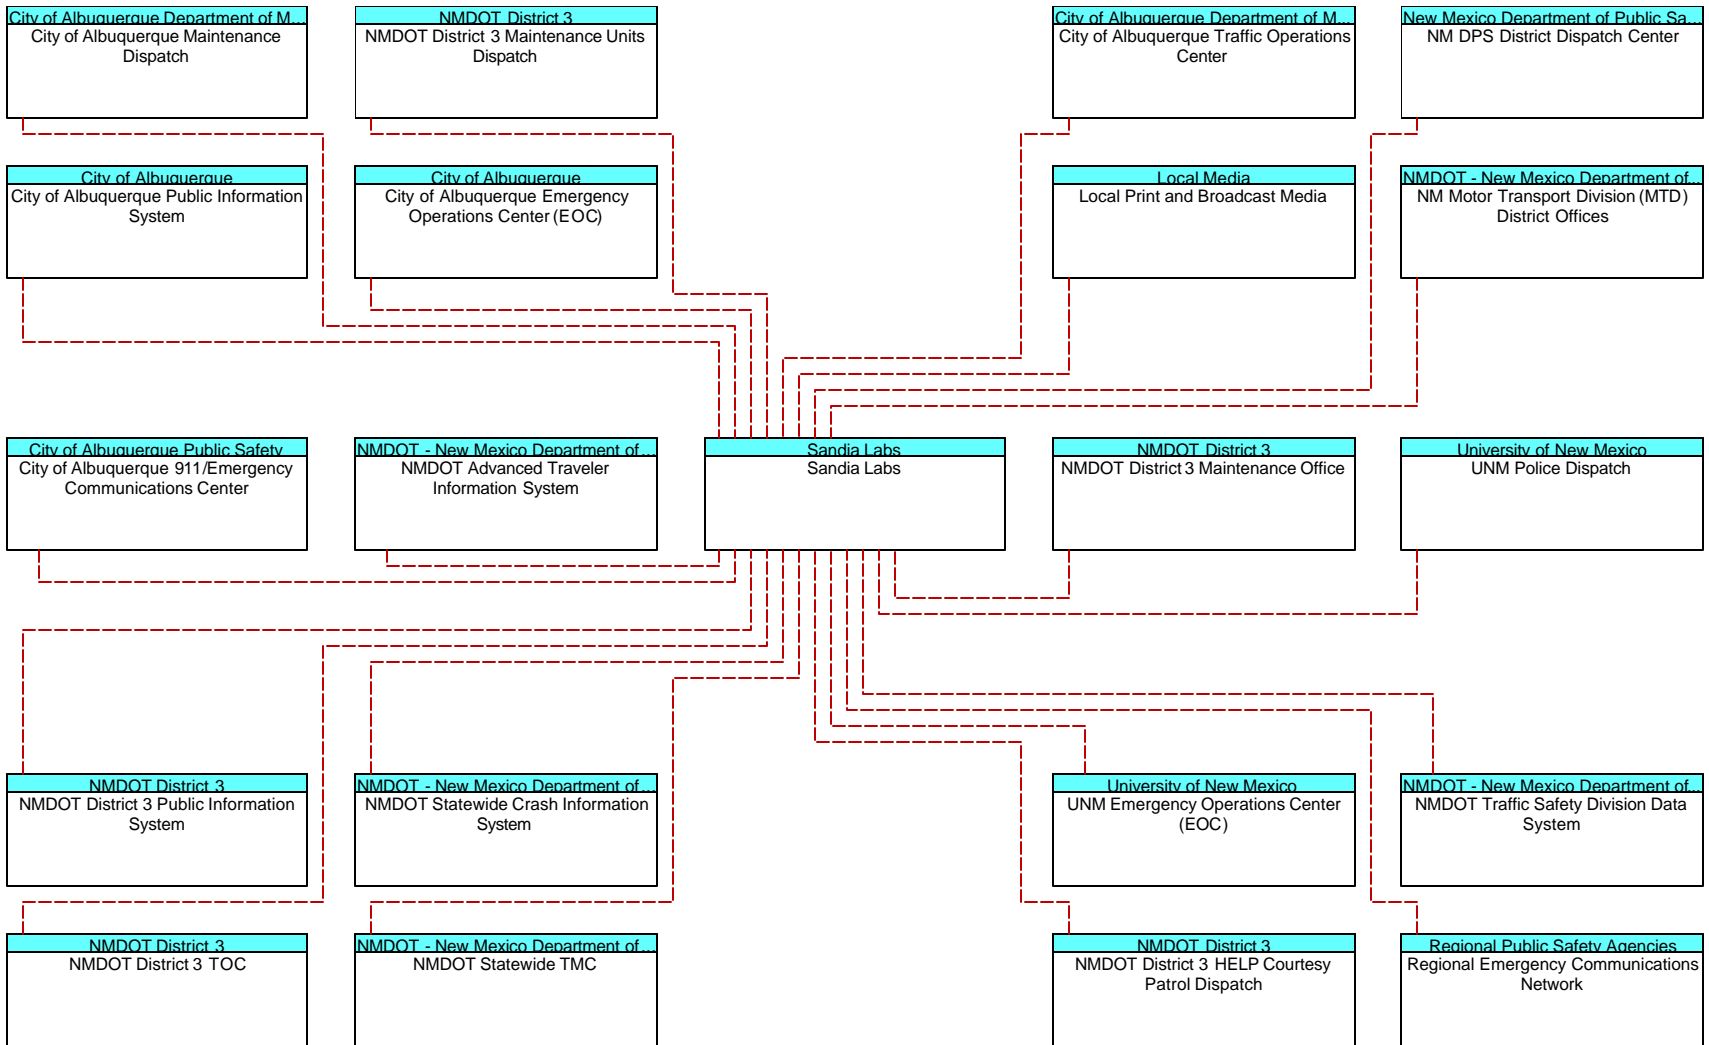 City of Albuquerque Department of M...
City of Albuquerque Maintenance
Dispatch
NMDOT District 3
NMDOT District 3 Maintenance Units
Dispatch
City of Albuquerque Department of M...
City of Albuquerque Traffic Operations
Center
New Mexico Department of Public Sa...
NM DPS District Dispatch Center
City of Albuquerque
City of Albuquerque Public Information
System
City of Albuquerque
City of Albuquerque Emergency
Operations Center (EOC)
Local Media
Local Print and Broadcast Media
NMDOT - New Mexico Department of...
NM Motor Transport Division (MTD)
District Offices
City of Albuquerque Public Safety
City of Albuquerque 911/Emergency
Communications Center
NMDOT - New Mexico Department of...
NMDOT Advanced Traveler
Information System
Sandia Labs
Sandia Labs
NMDOT District 3
NMDOT District 3 Maintenance Office
University of New Mexico
UNM Police Dispatch
NMDOT District 3
NMDOT District 3 Public Information
System
NMDOT - New Mexico Department of...
NMDOT Statewide Crash Information
System
University of New Mexico
UNM Emergency Operations Center
(EOC)
NMDOT - New Mexico Department of...
NMDOT Traffic Safety Division Data
System
NMDOT District 3
NMDOT District 3 TOC
NMDOT - New Mexico Department of...
NMDOT Statewide TMC
NMDOT District 3
NMDOT District 3 HELP Courtesy
Patrol Dispatch
Regional Public Safety Agencies
Regional Emergency Communications
Network